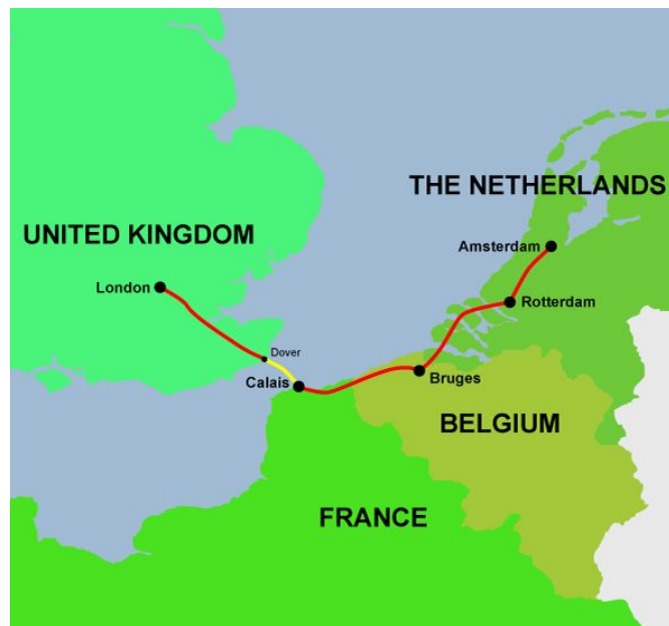 THE NETHERLANDS
UNITED KINGDOM
Amsterdam
London
Rotterdam
Dover
Calais
Bruges
BELGIUM
FRANCE